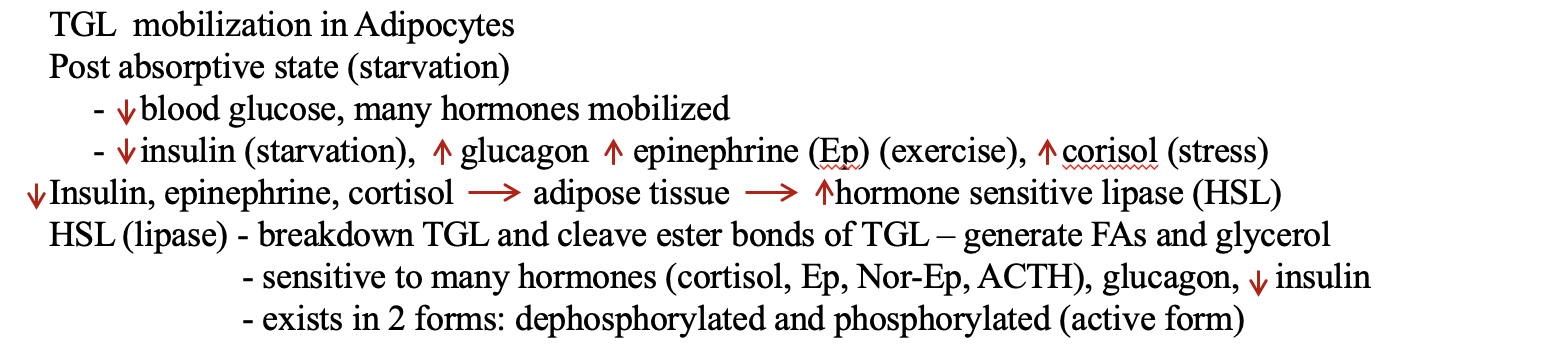 TGL mobilization in Adipocytes
Post absorptive state (starvation)
- ↓ blood glucose, many hormones mobilized
- ↓ insulin (starvation), ↑ glucagon ↑ epinephrine (Ep) (exercise), ↑ corisol (stress)
↓ Insulin, epinephrine, cortisol → adipose tissue → ↑ hormone sensitive lipase (HSL)
HSL (lipase) - breakdown TGL and cleave ester bonds of TGL – generate FAs and glycerol
- sensitive to many hormones (cortisol, Ep, Nor-Ep, ACTH), glucagon, ↓ insulin
- exists in 2 forms: dephosphorylated and phosphorylated (active form)